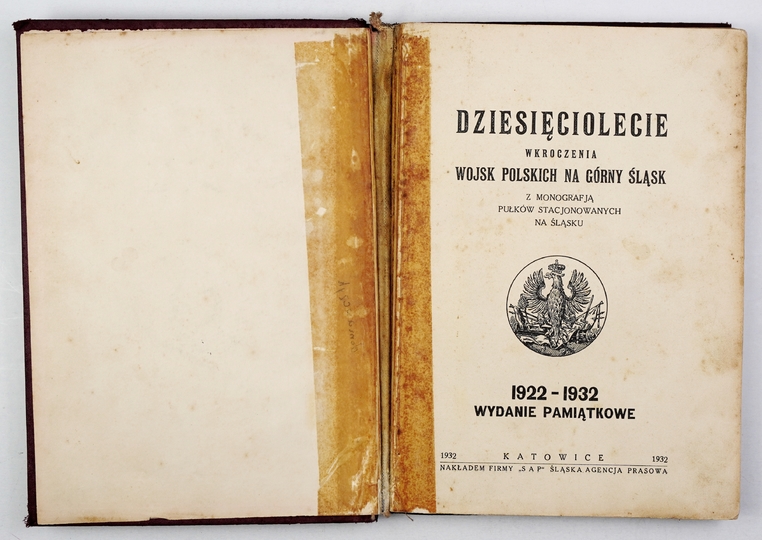 DZIESIĘCIOLECIE
WKROCZENIA
WOJSK POLSKICH NA GÓRNY ŚLĄSK
Z MONOGRAFJĄ
PUŁKÓW STACJONOWANYCH
NA ŚLĄSKU
1922 - 1932
WYDANIE PAMIĄTKOWE
1932 KATOWICE 1932
NAKŁADEM FIRMY „SAP" ŚLĄSKA AGENCJA PRASOWA